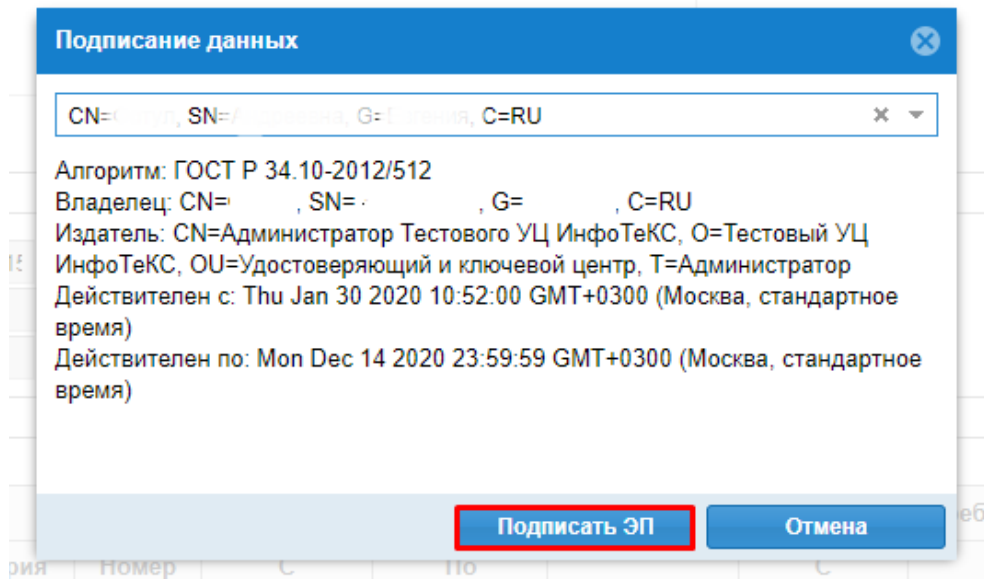 Подписание данных
CN= SN= G= C=RU
Алгоритм: ГОСТ Р 34.10-2012/512
Владелец: CN= , SN= , G= , C=RU
Издатель: CN=Администратор Тестового УЦ ИнфоТеКС, O=Тестовый УЦ
ИнфоТеКС, OU=Удостоверяющий и ключевой центр, T=Администратор
Действителен с: Thu Jan 30 2020 10:52:00 GMT+0300 (Москва, стандартное
время)
Действителен по: Mon Dec 14 2020 23:59:59 GMT+0300 (Москва, стандартное
время)
Подписать ЭП
Отмена
Номер С По С